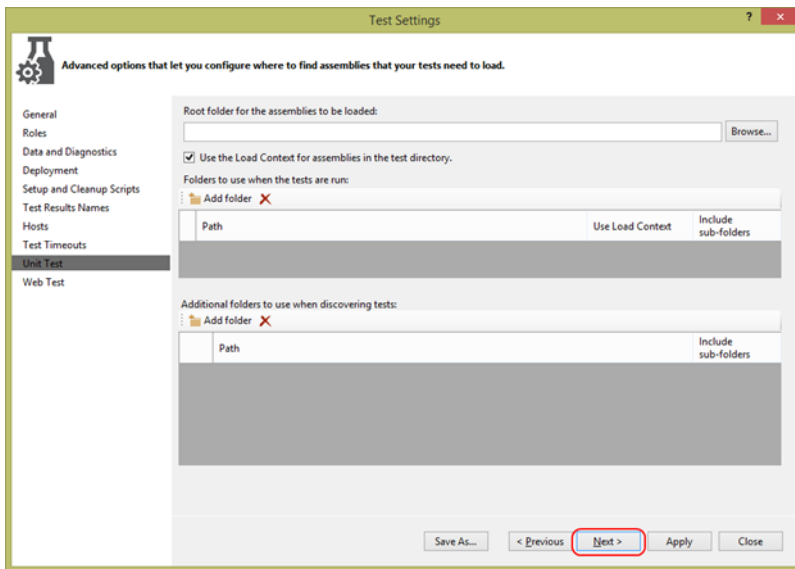 Test Settings
?
Advanced options that let you configure where to find assemblies that your tests need to load.
General
Roles
Data and Diagnostics
Deployment
Setup and Cleanup Scripts
Test Results Names
Hosts
Test Timeouts
Unit Test
Web Test
Root folder for the assemblies to be loaded:
Browse...
Use the Load Context for assemblies in the test directory.
Folders to use when the tests are run:
Add folder
Path Use Load Context Include sub-folders
Additional folders to use when discovering tests:
Add folder
Path Include sub-folders
Save As... < Previous Next > Apply Close